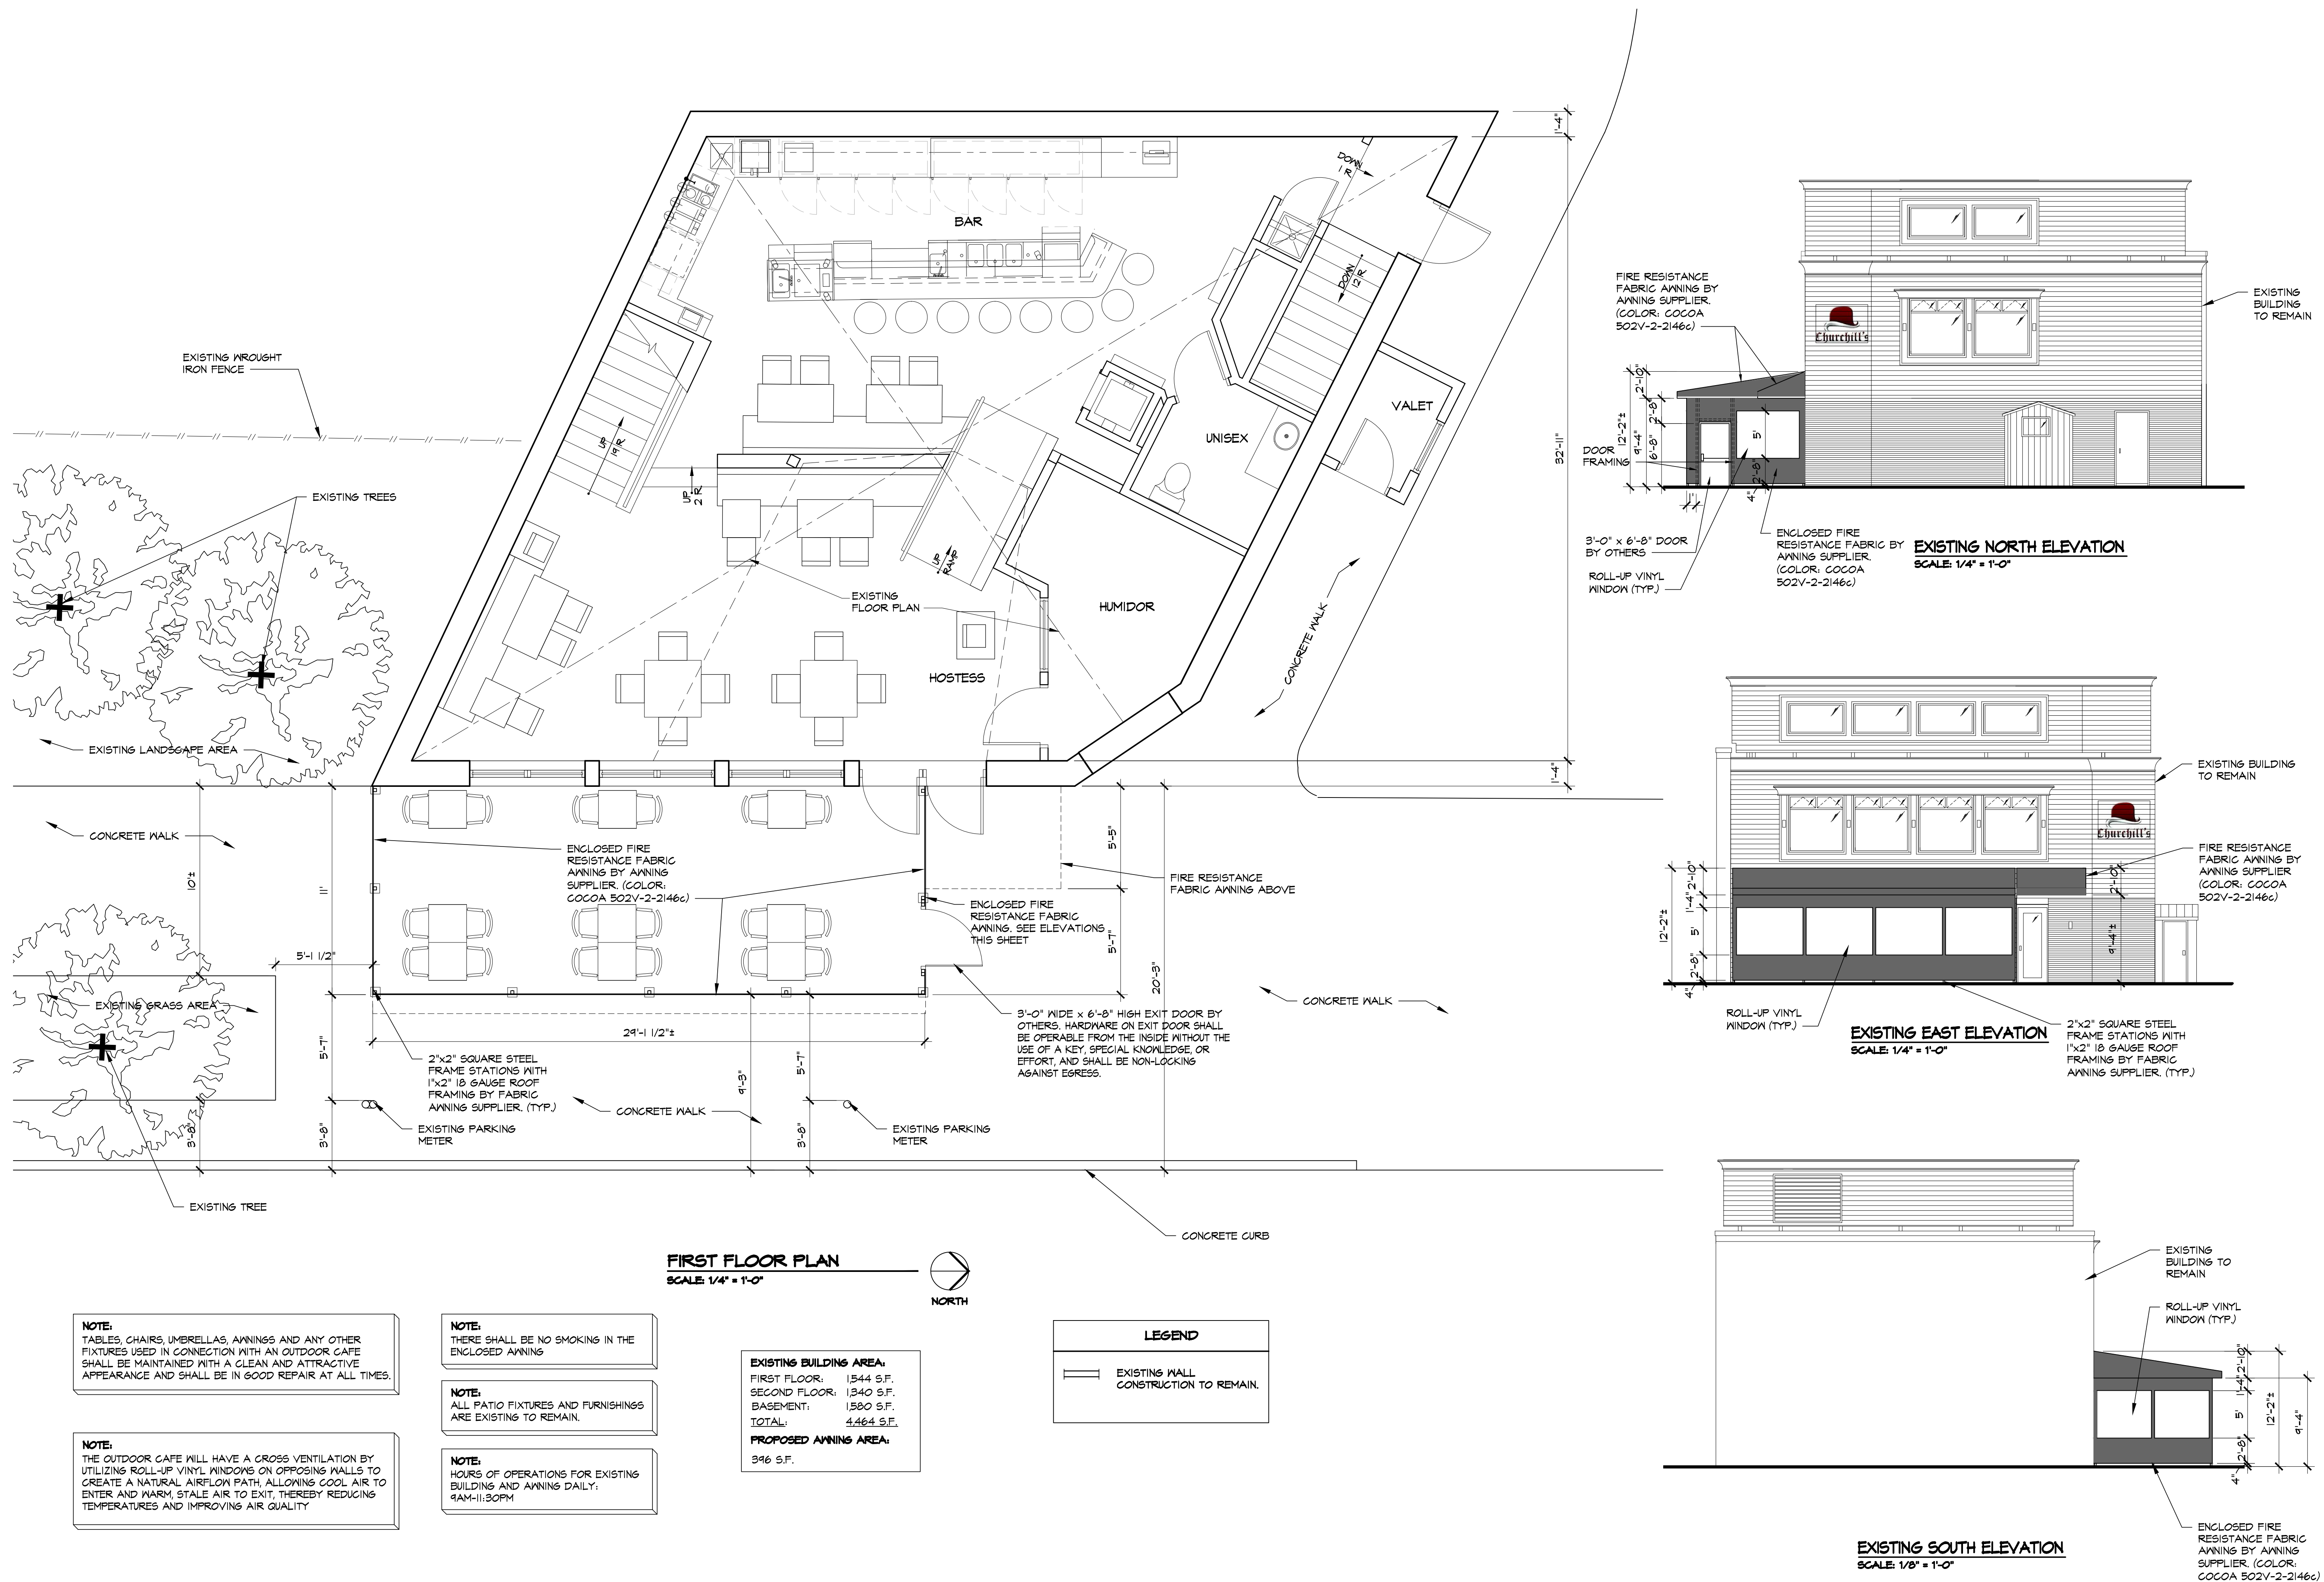 BAR
DOWN
1 R
DOWN
12 R
VALET
UNISEX
UP
19 R
UP
2 R
UP
RAMP
HUMIDOR
EXISTING
FLOOR PLAN
HOSTESS
CONCRETE WALK
1'-4"
32'-11"
1'-4"
EXISTING WROUGHT
IRON FENCE
EXISTING TREES
EXISTING LANDSCAPE AREA
CONCRETE WALK
10'±
11'
5'-1 1/2"
EXISTING GRASS AREA
ENCLOSED FIRE
RESISTANCE FABRIC
AWNING BY AWNING
SUPPLIER. (COLOR:
COCOA 502V-2-2146c)
ENCLOSED FIRE
RESISTANCE FABRIC
AWNING. SEE ELEVATIONS
THIS SHEET
FIRE RESISTANCE
FABRIC AWNING ABOVE
5'-5"
5'-7"
20'-3"
CONCRETE WALK
3'-0" WIDE x 6'-8" HIGH EXIT DOOR BY
OTHERS. HARDWARE ON EXIT DOOR SHALL
BE OPERABLE FROM THE INSIDE WITHOUT THE
USE OF A KEY, SPECIAL KNOWLEDGE, OR
EFFORT, AND SHALL BE NON-LOCKING
AGAINST EGRESS.
29'-1 1/2"±
2"x2" SQUARE STEEL
FRAME STATIONS WITH
1"x2" 18 GAUGE ROOF
FRAMING BY FABRIC
AWNING SUPPLIER. (TYP.)
5'-7"
9'-3"
5'-7"
3'-8"
3'-8"
3'-8"
CONCRETE WALK
EXISTING PARKING
METER
EXISTING PARKING
METER
EXISTING TREE
CONCRETE CURB
FIRST FLOOR PLAN
SCALE: 1/4" = 1'-0"
NORTH
NOTE:
TABLES, CHAIRS, UMBRELLAS, AWNINGS AND ANY OTHER
FIXTURES USED IN CONNECTION WITH AN OUTDOOR CAFE
SHALL BE MAINTAINED WITH A CLEAN AND ATTRACTIVE
APPEARANCE AND SHALL BE IN GOOD REPAIR AT ALL TIMES.
NOTE:
THE OUTDOOR CAFE WILL HAVE A CROSS VENTILATION BY
UTILIZING ROLL-UP VINYL WINDOWS ON OPPOSING WALLS TO
CREATE A NATURAL AIRFLOW PATH, ALLOWING COOL AIR TO
ENTER AND WARM, STALE AIR TO EXIT, THEREBY REDUCING
TEMPERATURES AND IMPROVING AIR QUALITY
NOTE:
THERE SHALL BE NO SMOKING IN THE
ENCLOSED AWNING
NOTE:
ALL PATIO FIXTURES AND FURNISHINGS
ARE EXISTING TO REMAIN.
NOTE:
HOURS OF OPERATIONS FOR EXISTING
BUILDING AND AWNING DAILY:
9AM-11:30PM
EXISTING BUILDING AREA:
FIRST FLOOR: 1,544 S.F.
SECOND FLOOR: 1,340 S.F.
BASEMENT: 1,580 S.F.
TOTAL: 4,464 S.F.
PROPOSED AWNING AREA:
396 S.F.
LEGEND
EXISTING WALL
CONSTRUCTION TO REMAIN.
FIRE RESISTANCE
FABRIC AWNING BY
AWNING SUPPLIER.
(COLOR: COCOA
502V-2-2146c)
Churchill's
EXISTING
BUILDING
TO REMAIN
2'-10"
12'-2"±
9'-4"
2'-8"
6'-8"
5'
2'-8"
4"
1'
DOOR
FRAMING
3'-0" x 6'-8" DOOR
BY OTHERS
ROLL-UP VINYL
WINDOW (TYP.)
ENCLOSED FIRE
RESISTANCE FABRIC BY
AWNING SUPPLIER.
(COLOR: COCOA
502V-2-2146c)
EXISTING NORTH ELEVATION
SCALE: 1/4" = 1'-0"
EXISTING BUILDING
TO REMAIN
Churchill's
FIRE RESISTANCE
FABRIC AWNING BY
AWNING SUPPLIER
(COLOR: COCOA
502V-2-2146c)
12'-2"±
2'-10"
1'-4"
5'
2'-8"
4"
2'-10"
9'-4"±
ROLL-UP VINYL
WINDOW (TYP.)
EXISTING EAST ELEVATION
SCALE: 1/4" = 1'-0"
2"x2" SQUARE STEEL
FRAME STATIONS WITH
1"x2" 18 GAUGE ROOF
FRAMING BY FABRIC
AWNING SUPPLIER. (TYP.)
EXISTING
BUILDING TO
REMAIN
ROLL-UP VINYL
WINDOW (TYP.)
2'-10"
1'-4"
5'
2'-8"
4"
12'-2"±
9'-4"
ENCLOSED FIRE
RESISTANCE FABRIC
AWNING BY AWNING
SUPPLIER. (COLOR:
COCOA 502V-2-2146c)
EXISTING SOUTH ELEVATION
SCALE: 1/8" = 1'-0"